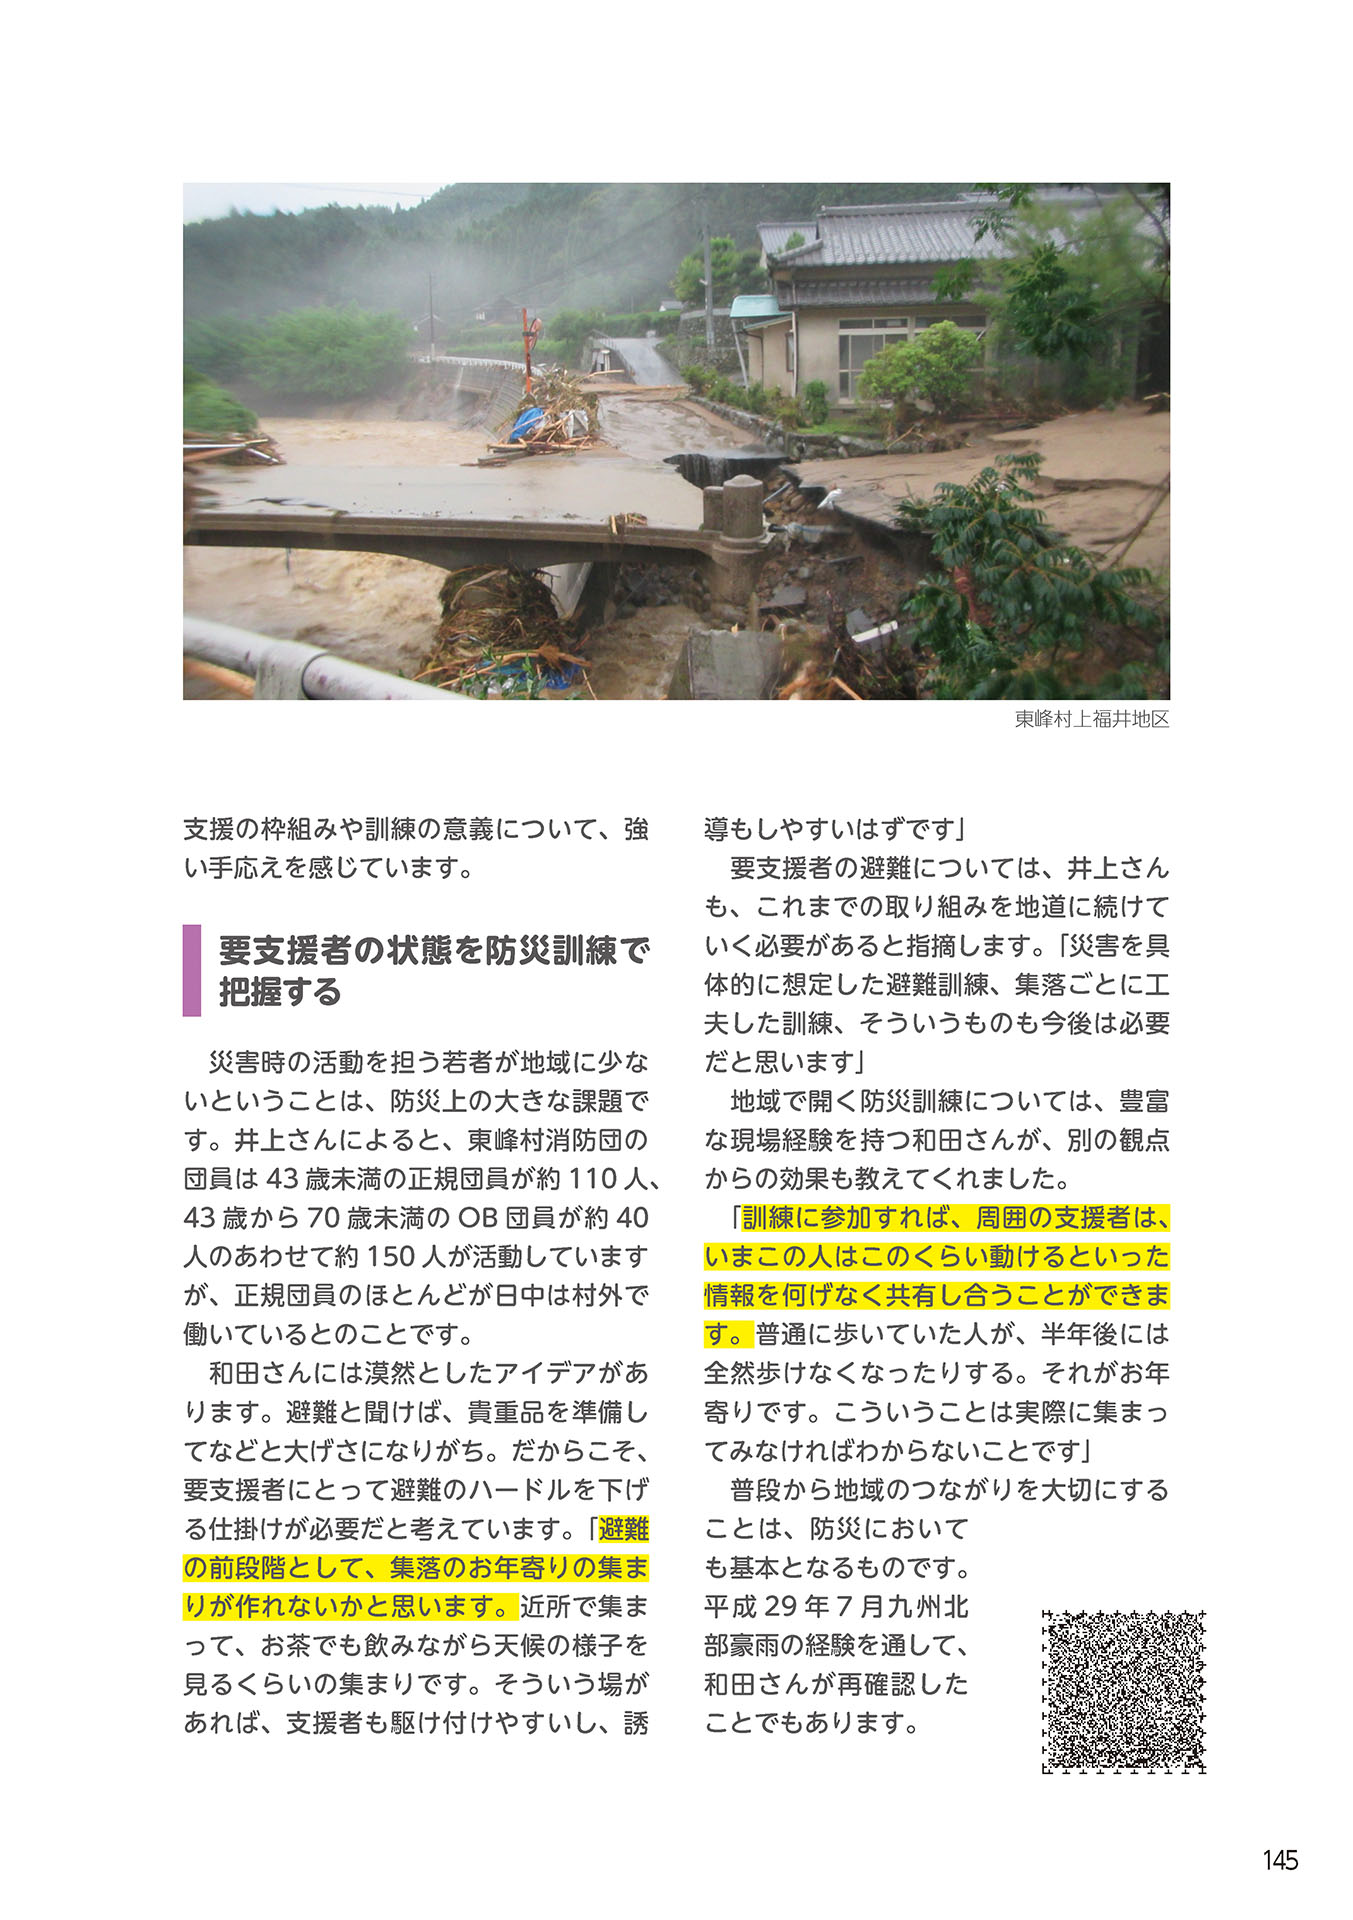 東峰村上福井地区
支援の枠組みや訓練の意義について、強
い手応えを感じています。
要支援者の状態を防災訓練で
把握する
　災害時の活動を担う若者が地域に少な
いということは、防災上の大きな課題で
す。井上さんによると、東峰村消防団の
団員は 43 歳未満の正規団員が約 110 人、
43 歳から 70 歳未満の OB 団員が約 40
人のあわせて約 150 人が活動しています
が、正規団員のほとんどが日中は村外で
働いているとのことです。
　和田さんには漠然としたアイデアがあ
ります。避難と聞けば、貴重品を準備し
てなどと大げさになりがち。だからこそ、
要支援者にとって避難のハードルを下げ
る仕掛けが必要だと考えています。「避難
の前段階として、集落のお年寄りの集ま
りが作れないかと思います。近所で集ま
って、お茶でも飲みながら天候の様子を
見るくらいの集まりです。そういう場が
あれば、支援者も駆け付けやすいし、誘
導もしやすいはずです」
　要支援者の避難については、井上さん
も、これまでの取り組みを地道に続けて
いく必要があると指摘します。「災害を具
体的に想定した避難訓練、集落ごとに工
夫した訓練、そういうものも今後は必要
だと思います」
　地域で開く防災訓練については、豊富
な現場経験を持つ和田さんが、別の観点
からの効果も教えてくれました。
　「訓練に参加すれば、周囲の支援者は、
いまこの人はこのくらい動けるといった
情報を何げなく共有し合うことができま
す。普通に歩いていた人が、半年後には
全然歩けなくなったりする。それがお年
寄りです。こういうことは実際に集まっ
てみなければわからないことです」
　普段から地域のつながりを大切にする
ことは、防災において
も基本となるものです。
平成 29 年 7 月九州北
部豪雨の経験を通して、
和田さんが再確認した
ことでもあります。
145